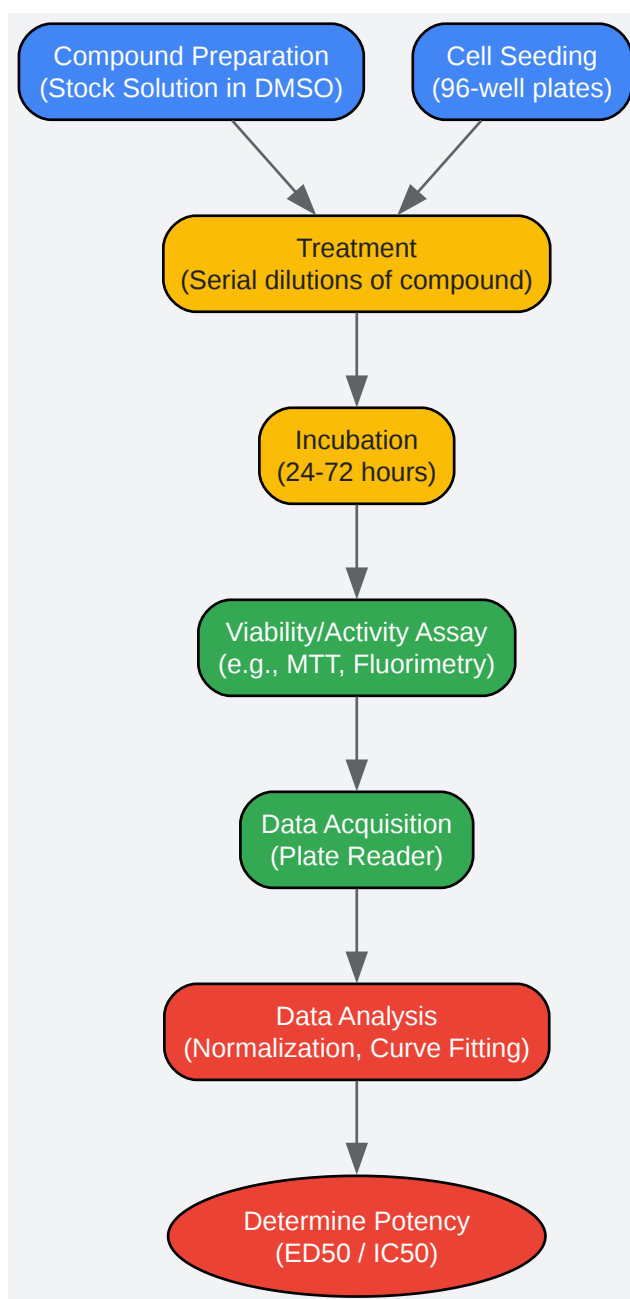 Compound Preparation
(Stock Solution in DMSO)
Cell Seeding
(96-well plates)
Treatment
(Serial dilutions of compound)
Incubation
(24-72 hours)
Viability/Activity Assay
(e.g., MTT, Fluorimetry)
Data Acquisition
(Plate Reader)
Data Analysis
(Normalization, Curve Fitting)
Determine Potency
(ED50 / IC50)